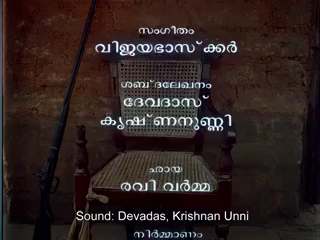 സംഗീതം
വിജയഭാസ്ക്കർ
ശബ്ദലേഖനം
ദേവദാസ്
കൃഷ്ണനുണ്ണി
ഛായ
രവി വർമ്മ
Sound: Devadas, Krishnan Unni
നിർമ്മാണം